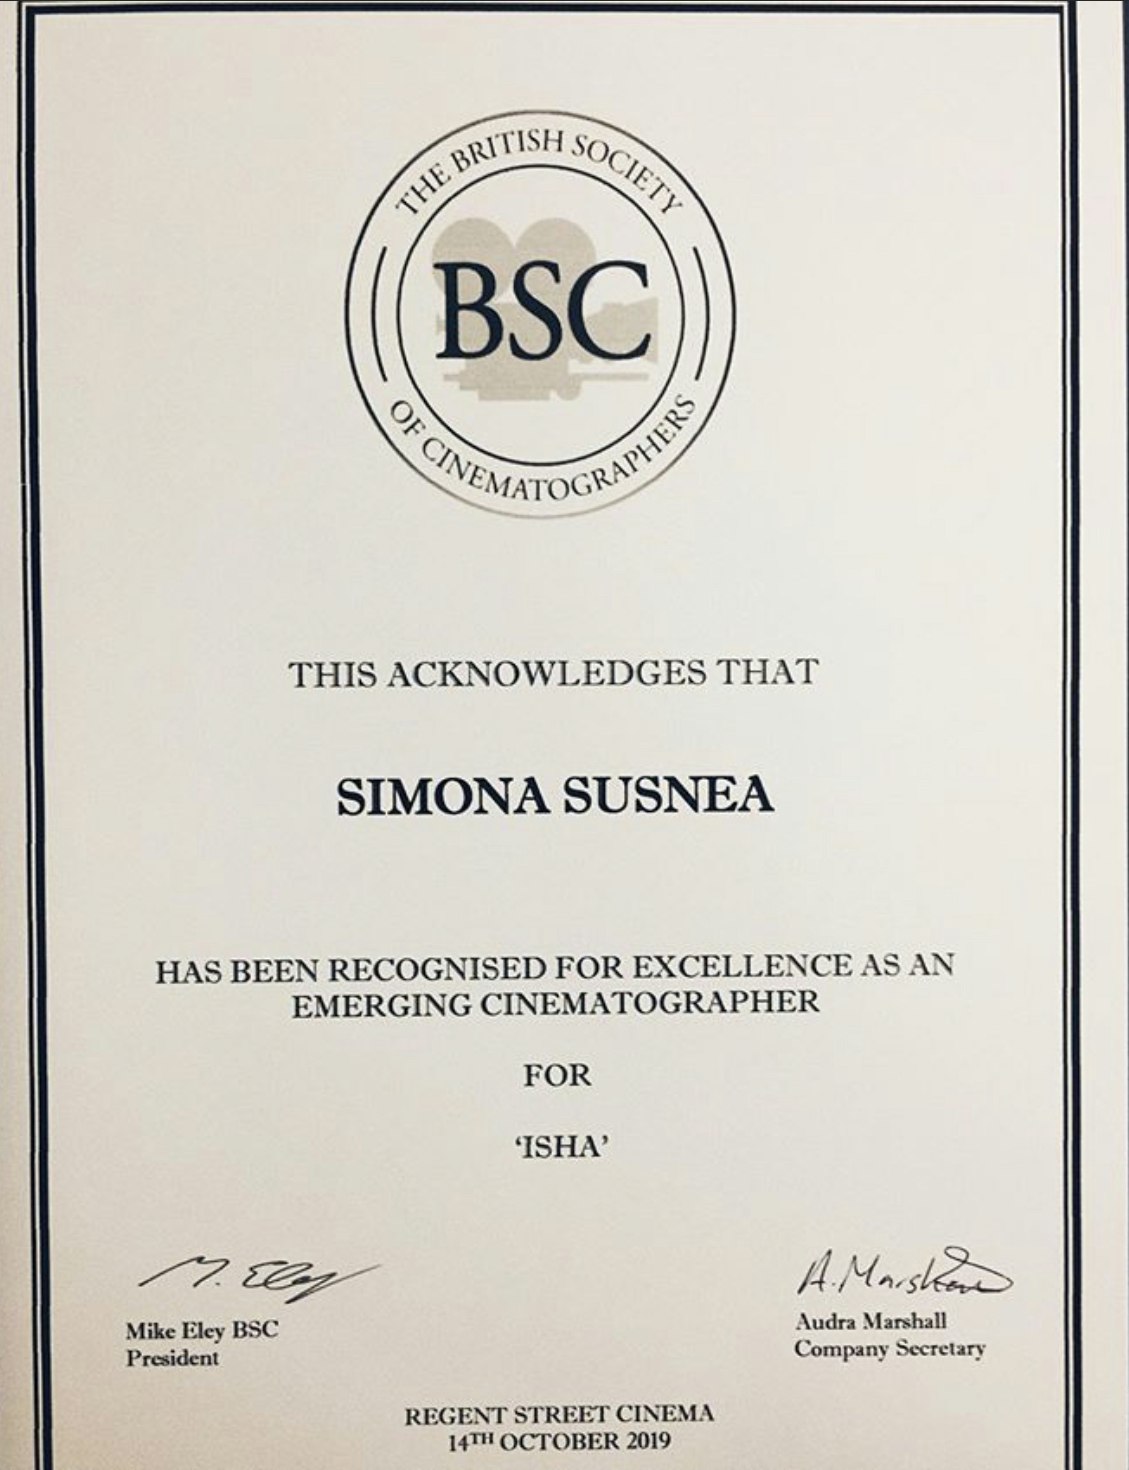 THE BRITISH SOCIETY
BSC
OF CINEMATOGRAPHERS
THIS ACKNOWLEDGES THAT
SIMONA SUSNEA
HAS BEEN RECOGNISED FOR EXCELLENCE AS AN
EMERGING CINEMATOGRAPHER
FOR
‘ISHA’
M. Eley
A. Marshall
Mike Eley BSC
President
Audra Marshall
Company Secretary
REGENT STREET CINEMA
14TH OCTOBER 2019